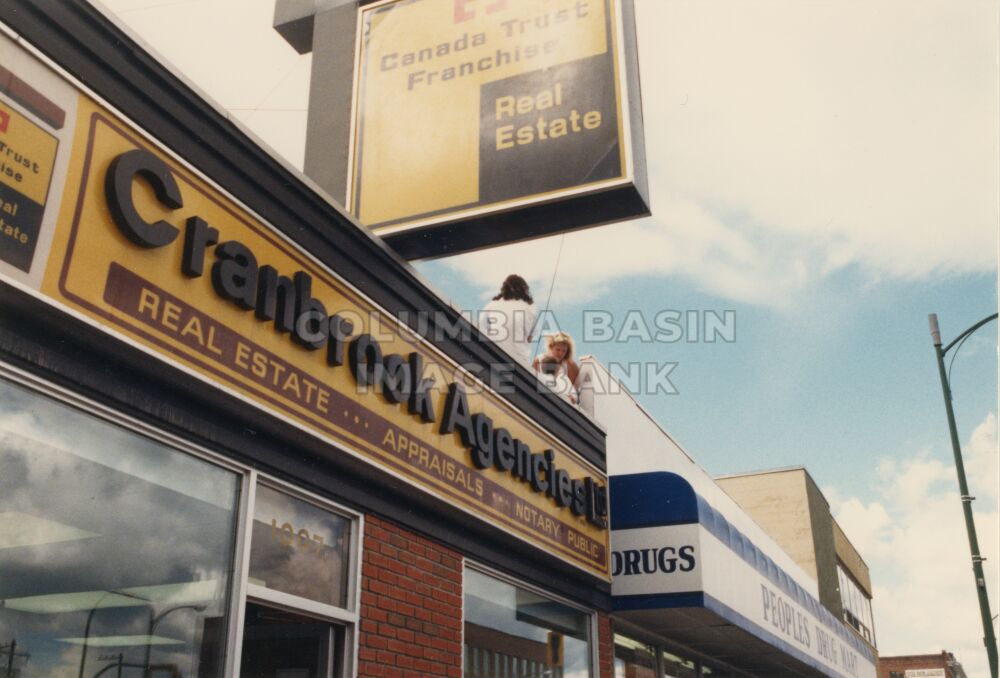 Canada Trust
Franchise
Real
Estate
Trust
ise
al
tate
Cranbrook Agencies L
REAL ESTATE ... APPRAISALS ... NOTARY PUBLIC
COLUMBIA BASIN
IMAGE BANK
1007
DRUGS
PEOPLES DRUG MART